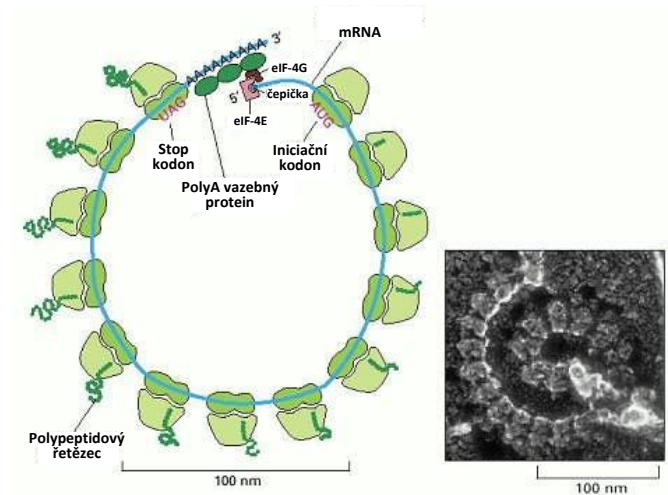 AAAAAAAAA 3′
mRNA
eIF-4G
5′
čepička
eIF-4E
UAG
AUG
Stop
kodon
Iniciační
kodon
PolyA vazebný
protein
Polypeptidový
řetězec
100 nm
100 nm